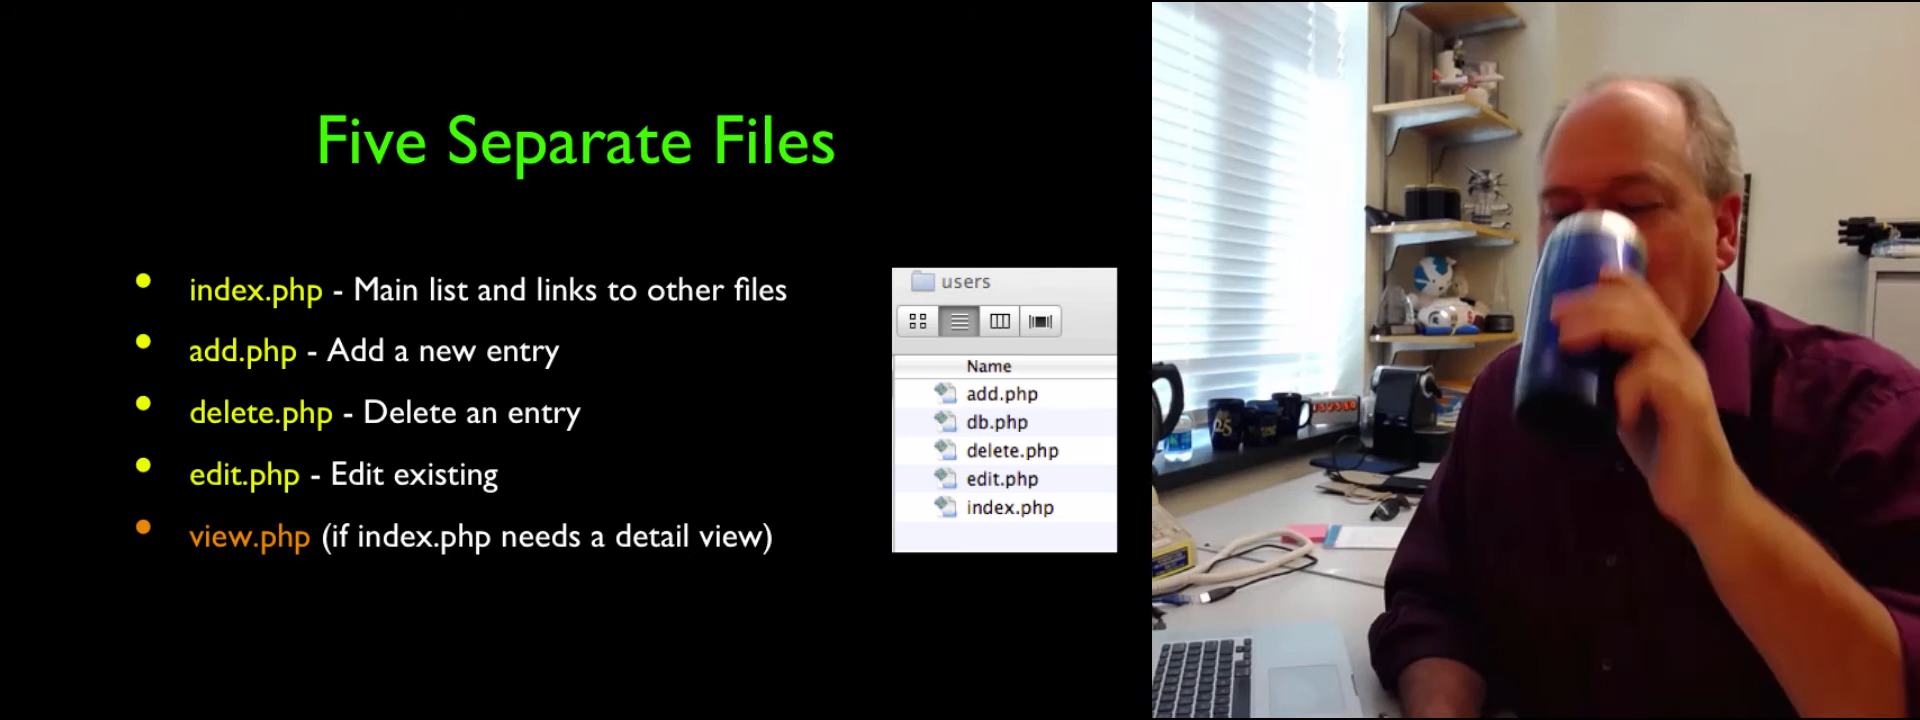 Five Separate Files
index.php - Main list and links to other files
add.php - Add a new entry
delete.php - Delete an entry
edit.php - Edit existing
view.php (if index.php needs a detail view)
users
Name
add.php
db.php
delete.php
edit.php
index.php